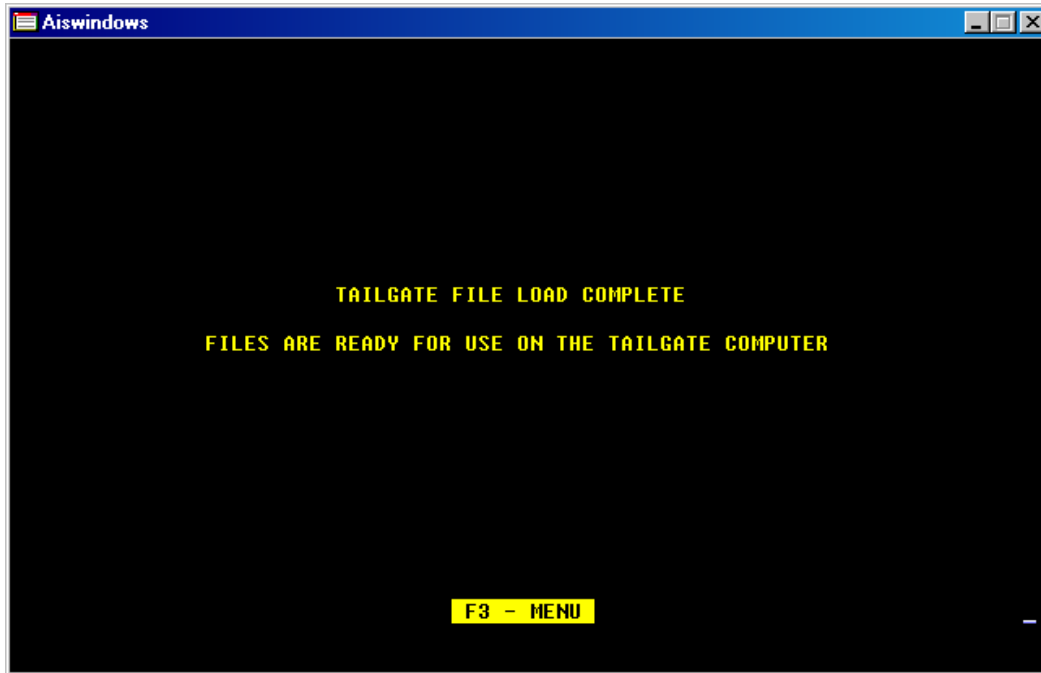 Aiswindows
TAILGATE FILE LOAD COMPLETE
FILES ARE READY FOR USE ON THE TAILGATE COMPUTER
F3 - MENU